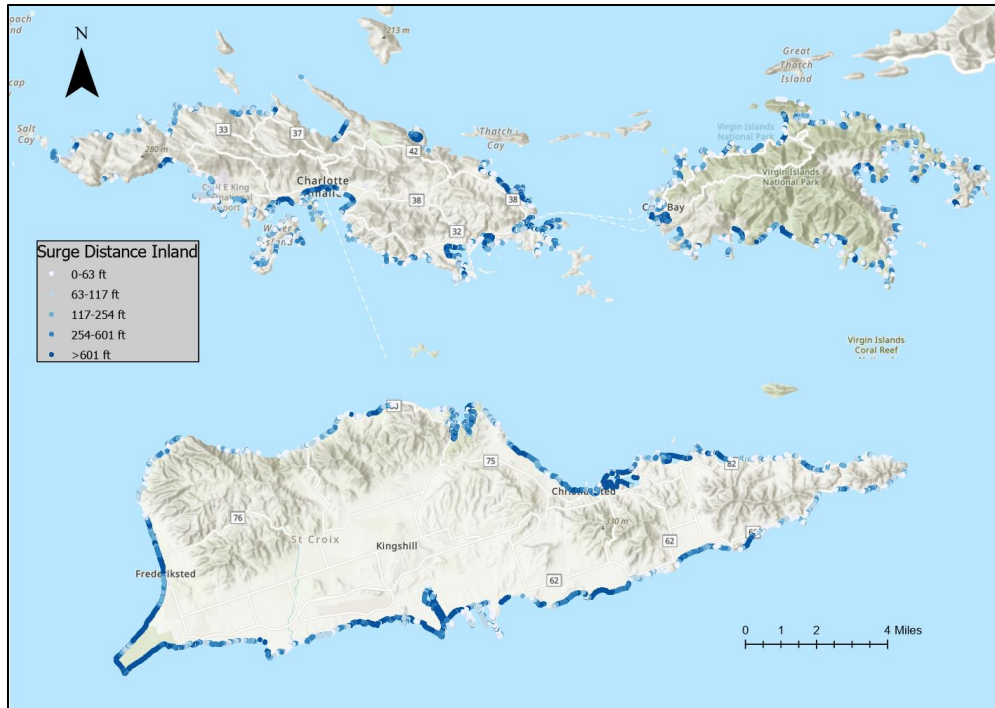 N
213 m
Great
Thatch
Island
Salt
Cay
33
37
Thatch
Cay
Virgin Islands
National Park
280 m
42
Charlotte
38
38
Virgin Islands
National Park
Airport
32
Bay
Surge Distance Inland
0-63 ft
63-117 ft
117-254 ft
254-601 ft
>601 ft
Virgin Islands
Coral Reef
75
82
76
St Croix
Kingshill
62
Frederiksted
62
0 1 2 4 Miles